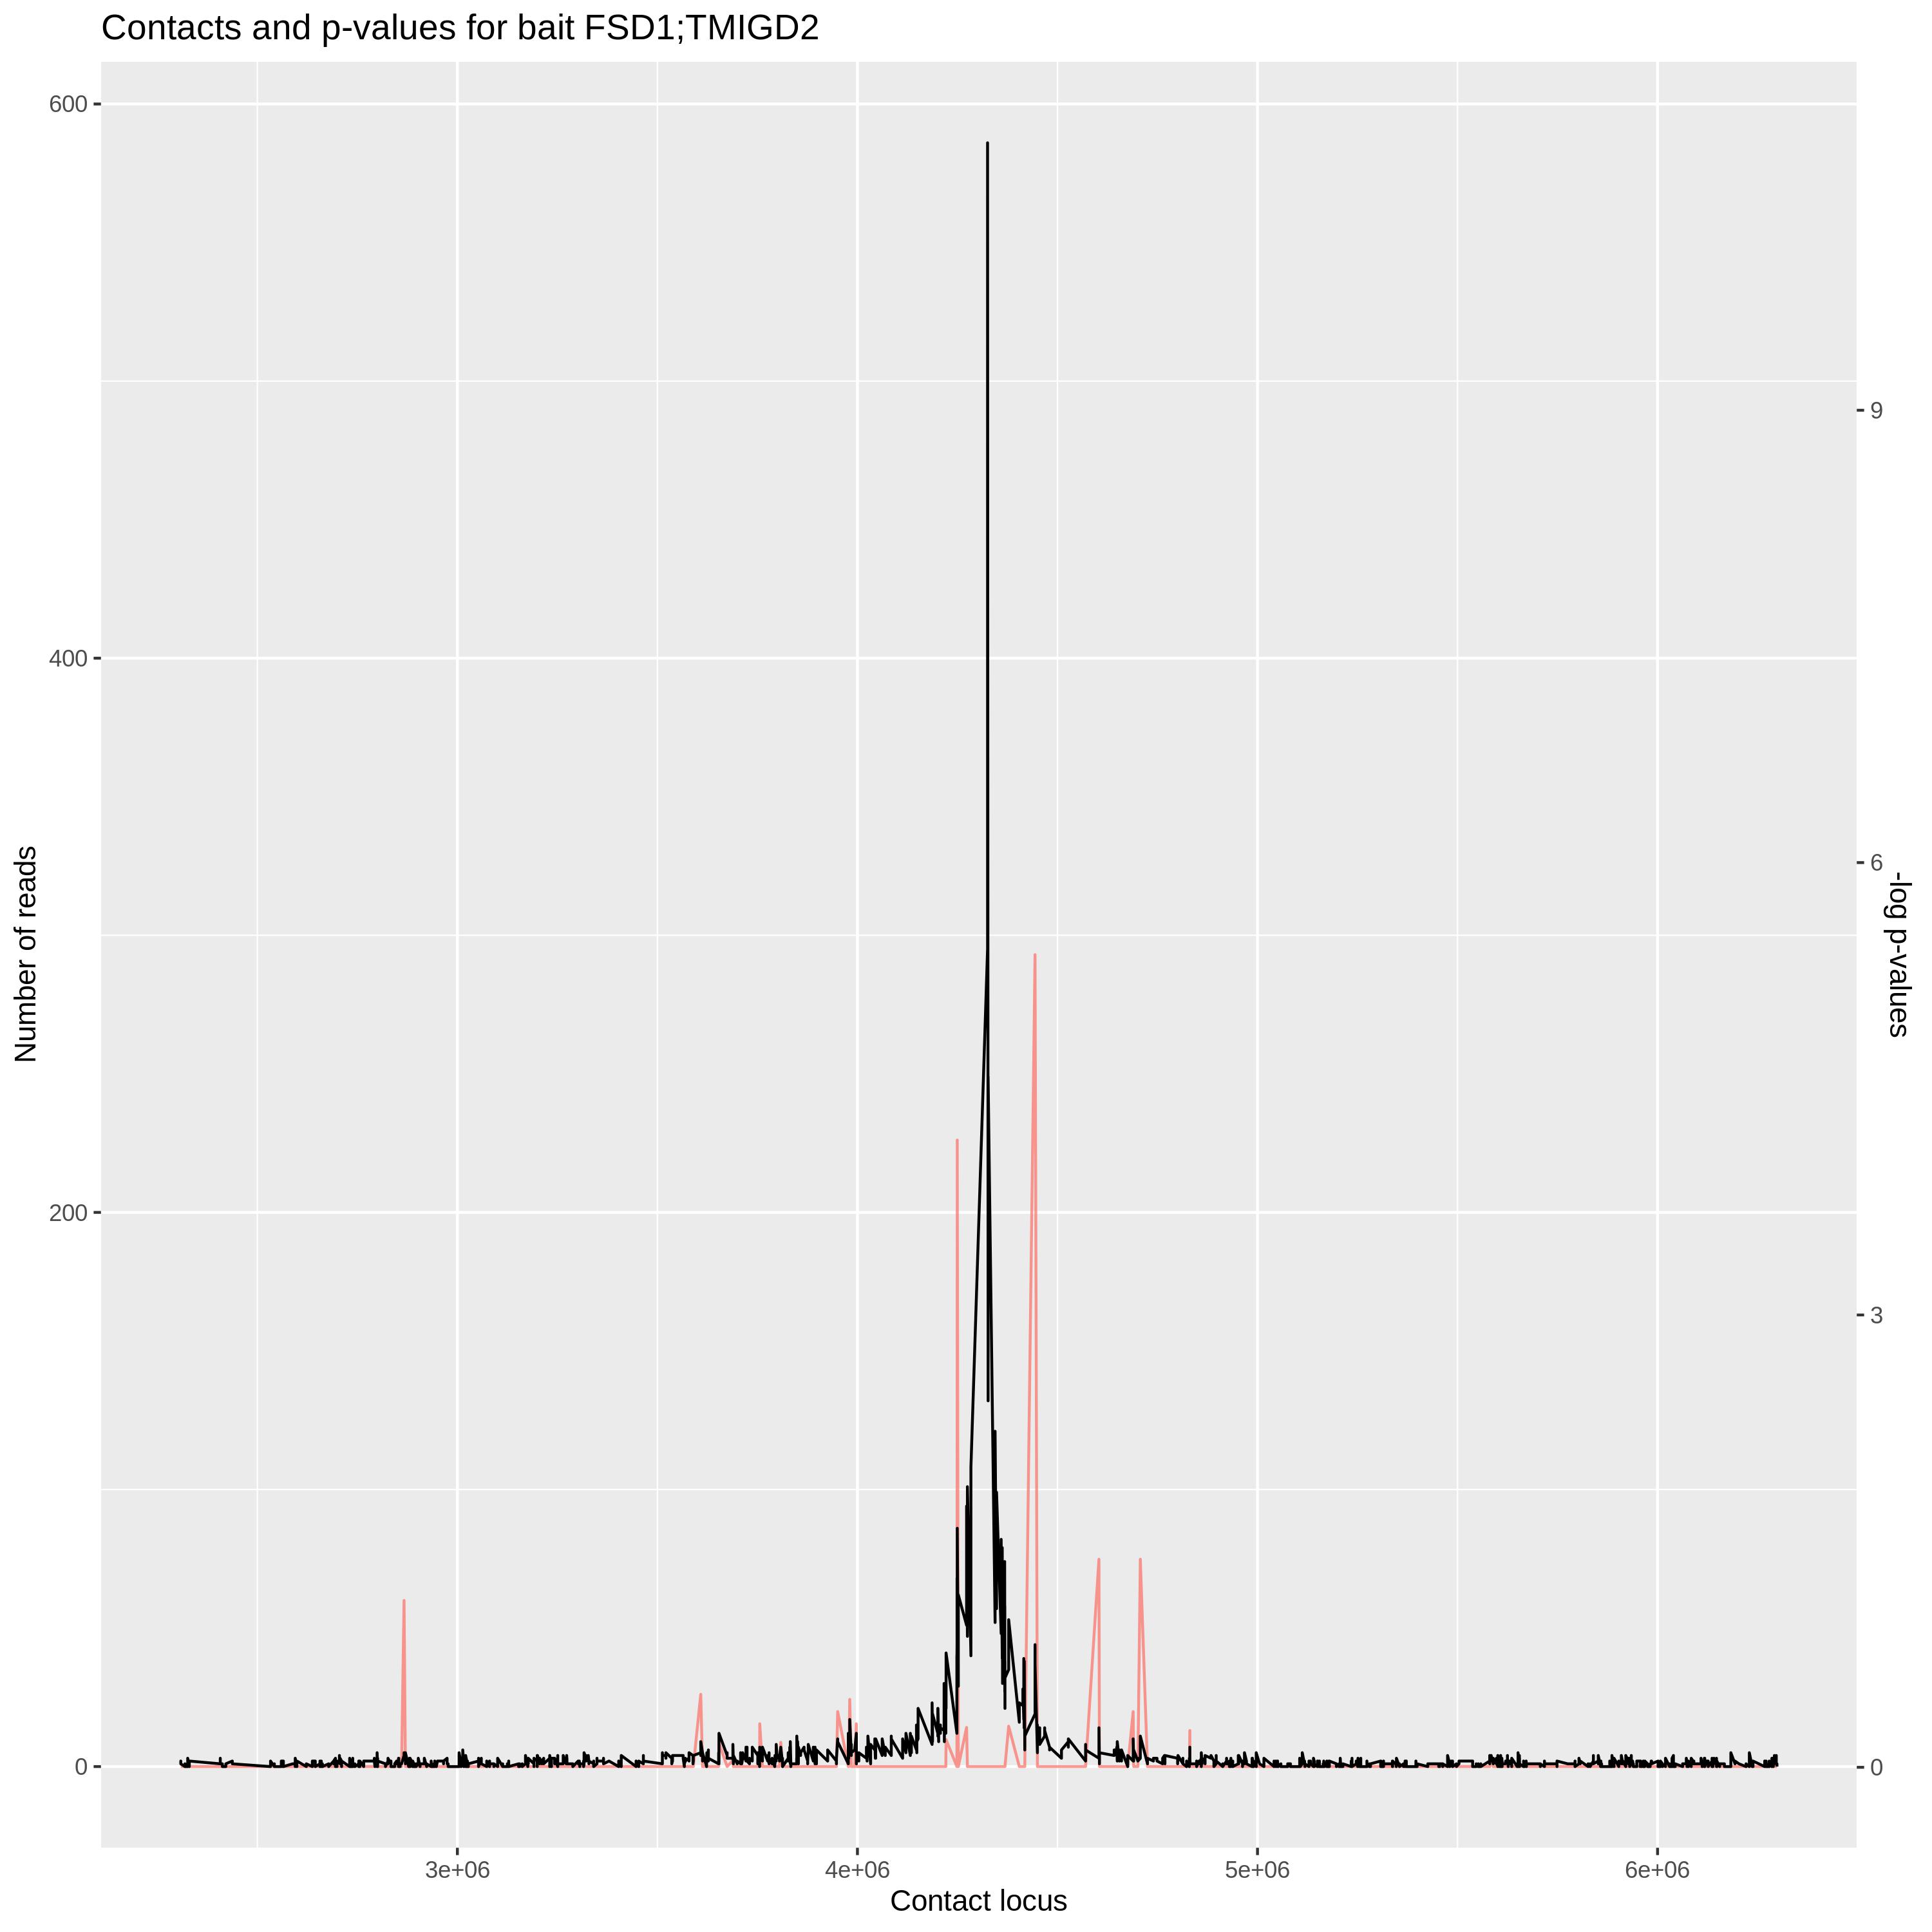 Contacts and p-values for bait FSD1;TMIGD2
600
400
200
0
Number of reads
9
6
3
0
-log p-values
3e+06
4e+06
5e+06
6e+06
Contact locus